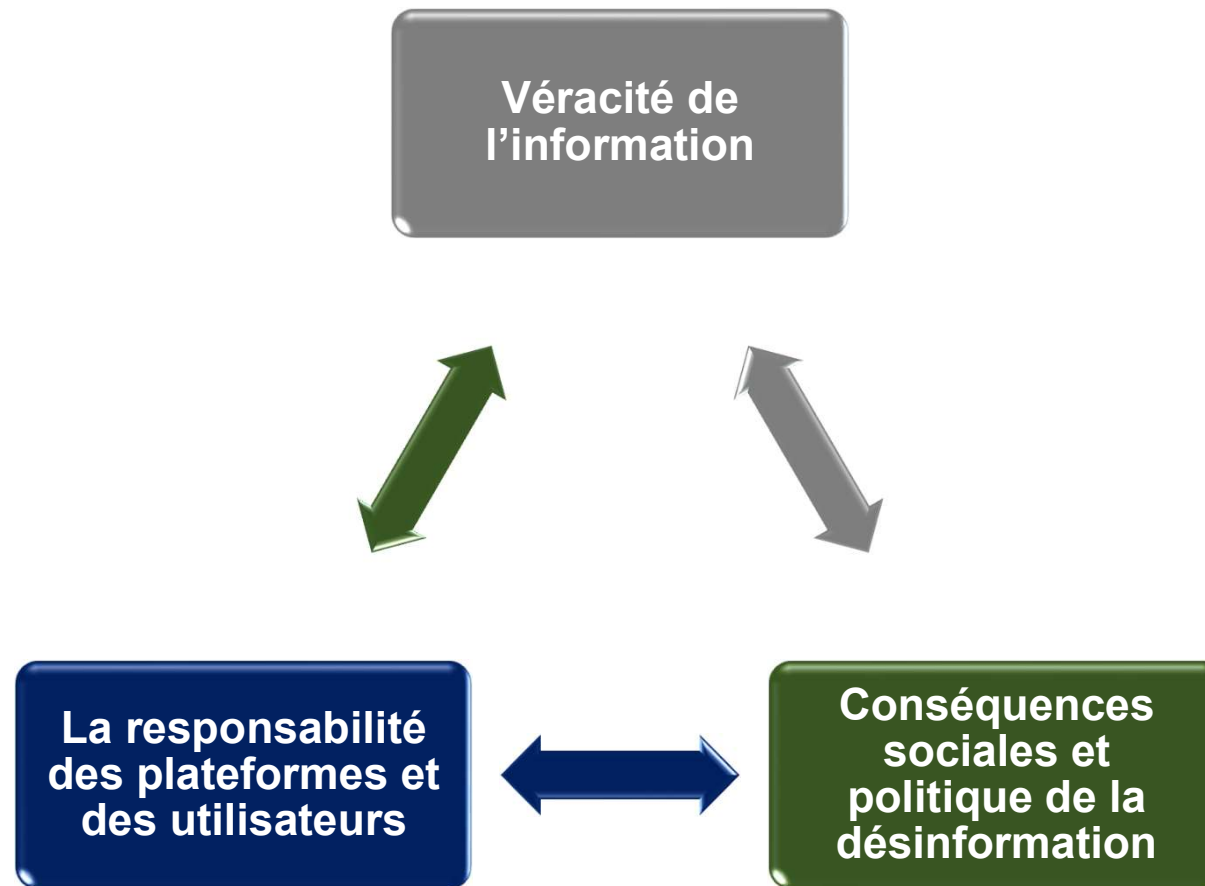 Véracité de
l’information
La responsabilité
des plateformes et
des utilisateurs
Conséquences
sociales et
politique de la
désinformation